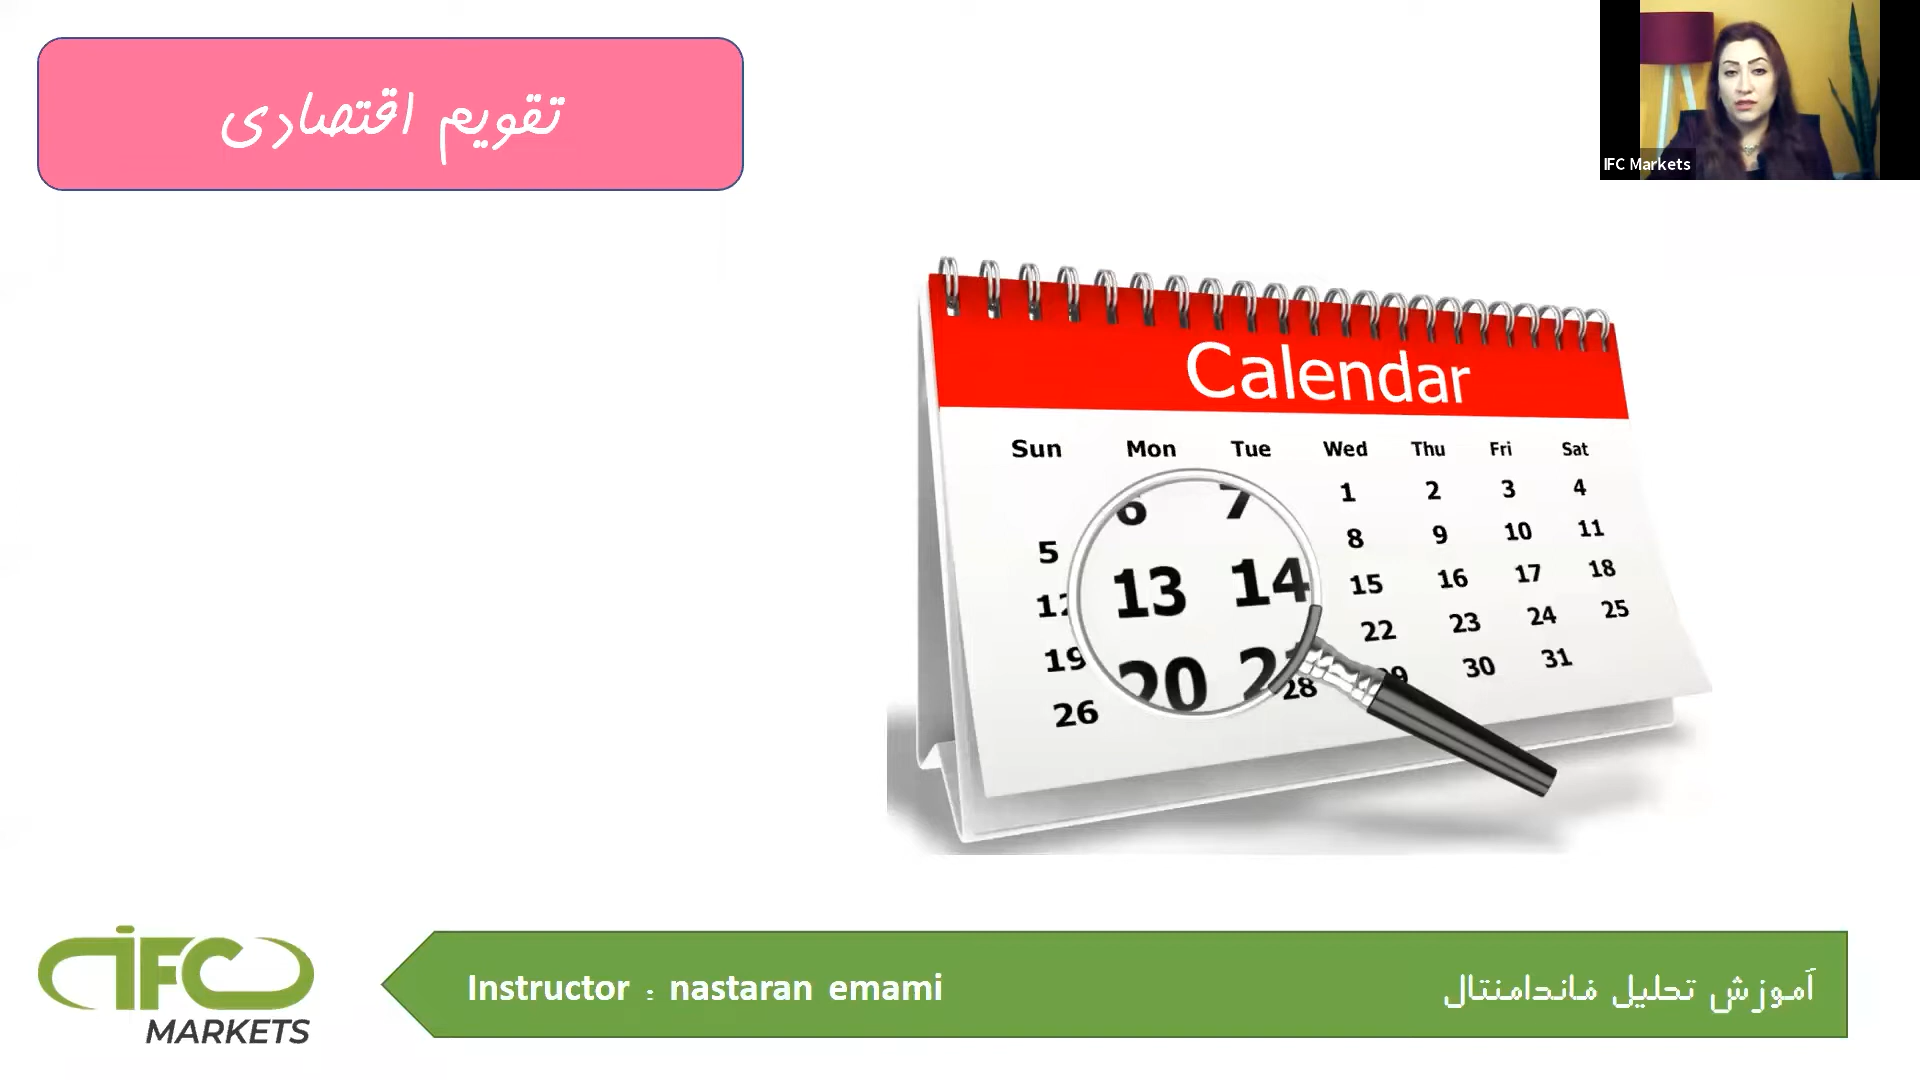 تقویم اقتصادی
IFC Markets
Calendar
Sun Mon Tue Wed Thu Fri Sat
6 7 1 2 3 4
5 13 14 8 9 10 11
15 16 17 18
19 20 22 23 24 25
26 28 30 31
IFC
MARKETS
Instructor : nastaran emami
آموزش تحلیل فاندامنتال